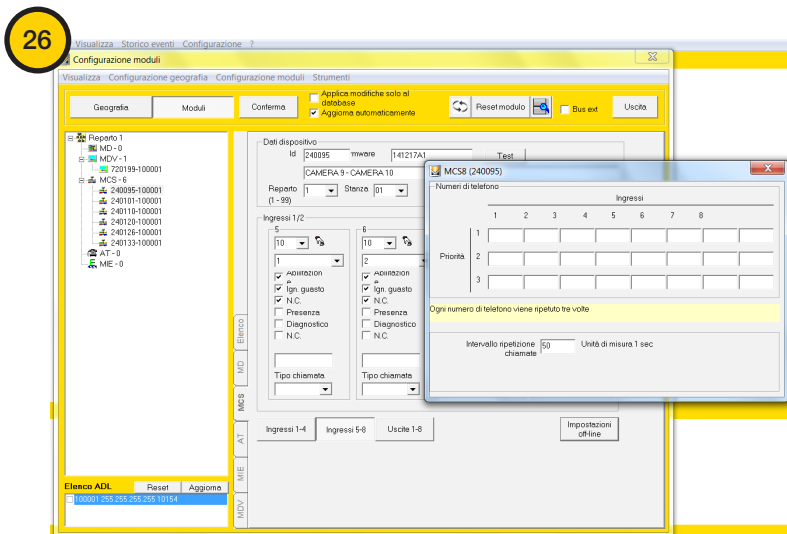 26
Visualizza Storico eventi Configurazione ?
Configurazione moduli
Visualizza Configurazione geografia Configurazione moduli Strumenti
Geografia
Moduli
Conferma
Applica modifiche solo al
database
Aggiorna automaticamente
Reset modulo
Bus ext
Uscita
Reparto 1
MD - 0
MDV - 1
720199-100001
MCS - 6
240095-100001
240101-100001
240110-100001
240120-100001
240126-100001
240133-100001
AT - 0
MIE - 0
Elenco ADL
Reset
Aggiorna
100001 255.255.255.255 10154
Elenco
MD
MCS
AT
MIE
MDV
Dati dispositivo
Id 240095 mware 141217A1 Test
CAMERA 9 - CAMERA 10
Reparto 1 Stanza 01
(1 - 99)
Ingressi 1/2
5
10
1
Abilitazion
e
Ign. guasto
N.C.
Presenza
Diagnostico
N.C.
Tipo chiamata
6
10
2
Abilitazion
e
Ign. guasto
N.C.
Presenza
Diagnostico
N.C.
Tipo chiamata
Ingressi 1-4
Ingressi 5-8
Uscite 1-8
Impostazioni
off-line
MCS8 (240095)
Numeri di telefono
Ingressi
1 2 3 4 5 6 7 8
1
Priorità 2
3
Ogni numero di telefono viene ripetuto tre volte
Intervallo ripetizione 50 Unità di misura 1 sec
chiamate